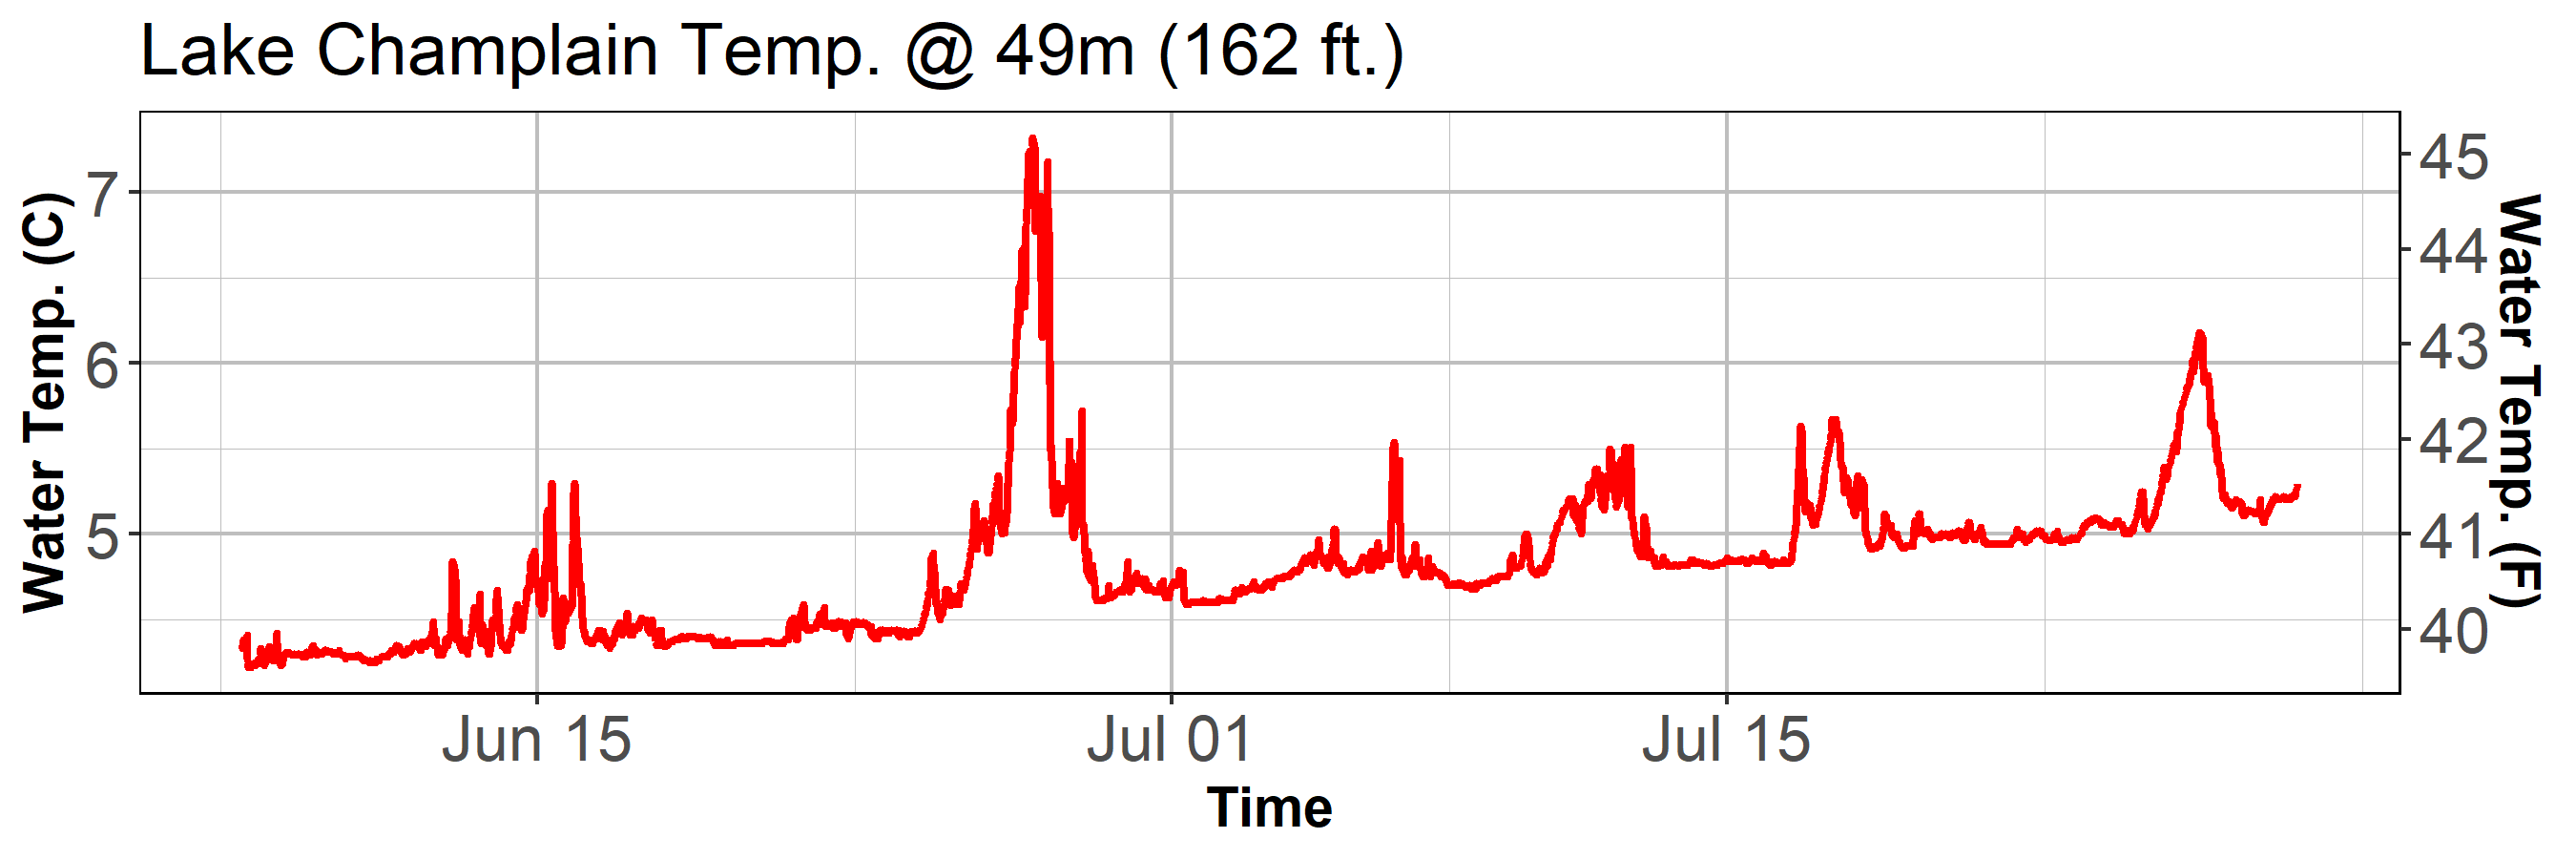 Lake Champlain Temp. @ 49m (162 ft.)
Water Temp. (C)
7
6
5
45
44
43
42
41
40
Water Temp. (F)
Jun 15
Jul 01
Jul 15
Time